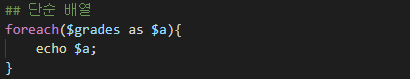 ## 단순 배열
foreach($grades as $a){
    echo $a;
}